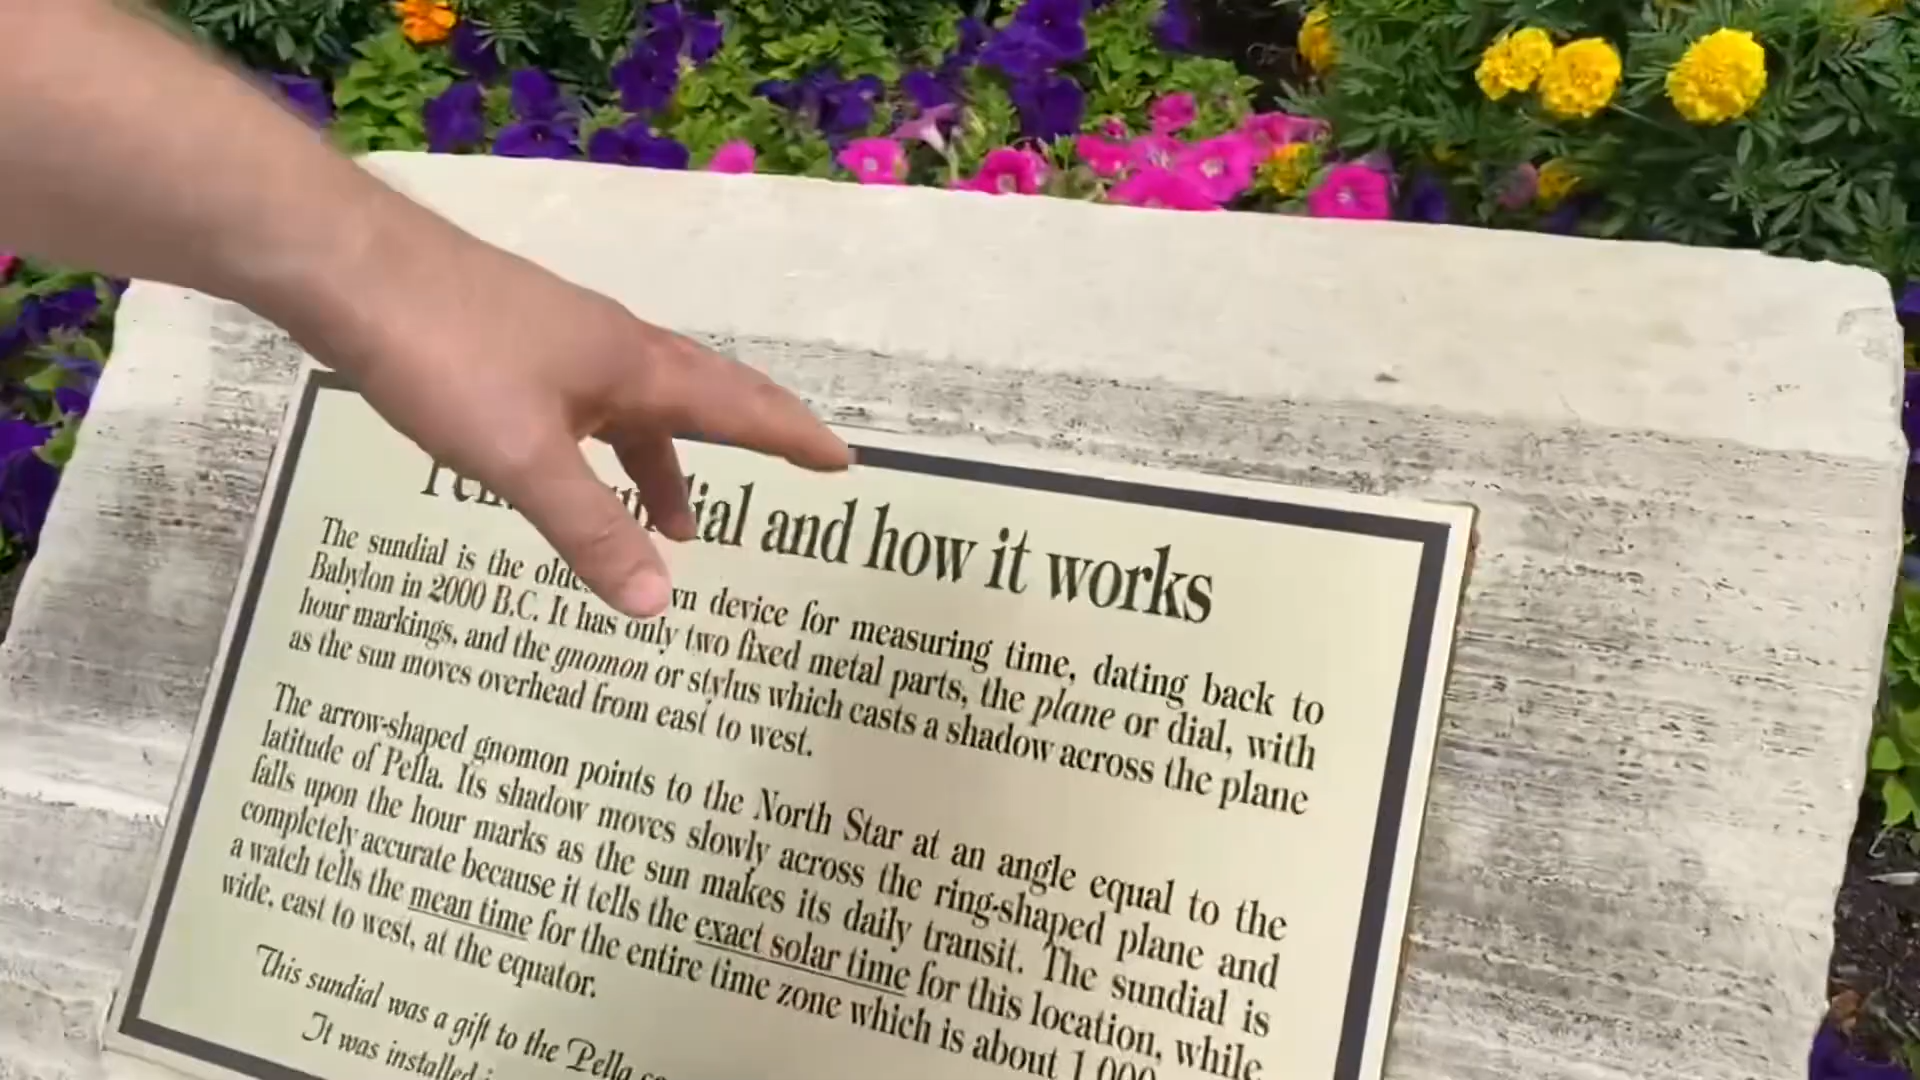 and how it works
The sundial is the device for measuring time, dating back to
Babylon in 2000 B.C. It has only two fixed metal parts, the plane or dial, with
hour markings, and the gnomon or stylus which casts a shadow across the plane
as the sun moves overhead from east to west.
The arrow-shaped gnomon points to the North Star at an angle equal to the
latitude of Pella. Its shadow moves slowly across the ring-shaped plane and
falls upon the hour marks as the sun makes its daily transit. The sundial is
completely accurate because it tells the exact solar time for this location, while
a watch tells the mean time for the entire time zone which is about 1,000
wide, east to west, at the equator.
This sundial was a gift to the Pella
It was installed